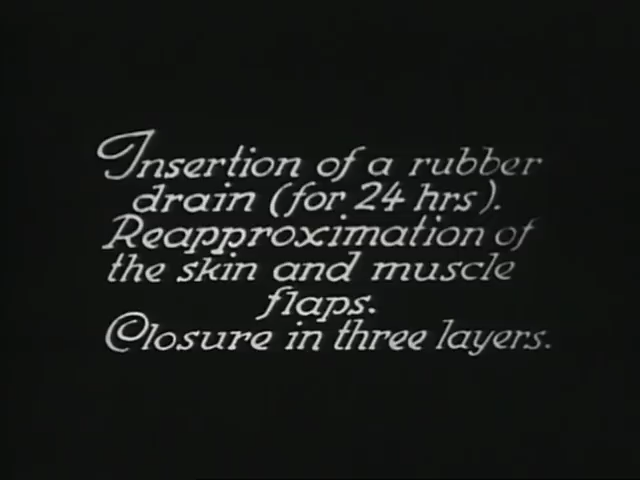 Insertion of a rubber
drain (for 24 hrs).
Reapproximation of
the skin and muscle
flaps.
Closure in three layers.